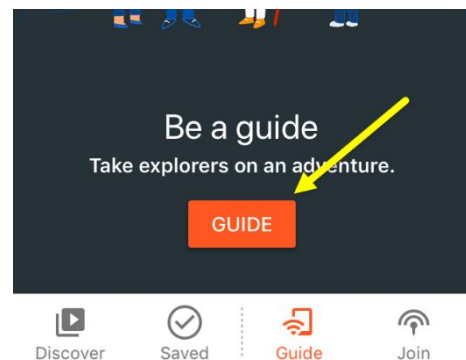 Be a guide
Take explorers on an adventure.
GUIDE
Discover Saved Guide Join